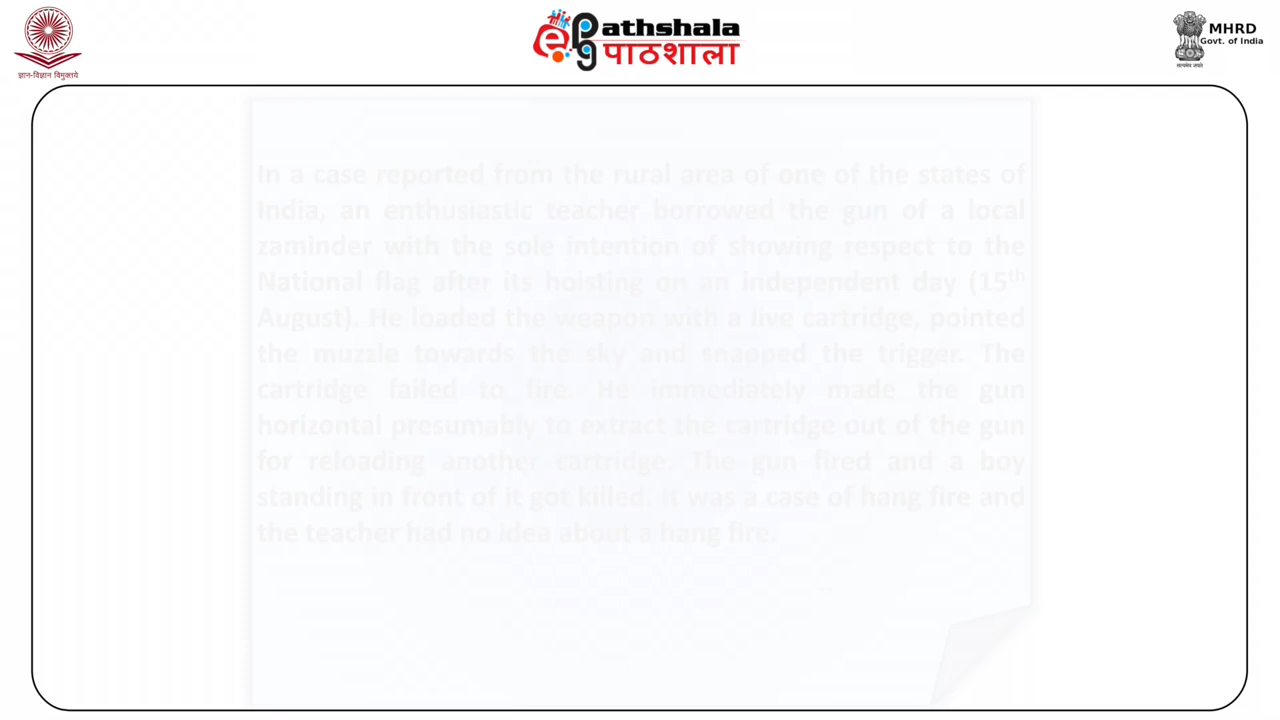 ज्ञान-विज्ञान विमुक्तये
ePGpathshala
पाठशाला
MHRD
Govt. of India
सत्यमेव जयते
In a case reported from the rural area of one of the states of
India, an enthusiastic teacher borrowed the gun of a local
zaminder with the sole intention of showing respect to the
National flag after its hoisting on an independent day (15th
August). He loaded the weapon with a live cartridge, pointed
the muzzle towards the sky and snapped the trigger. The
cartridge failed to fire. He immediately made the gun
horizontal presumably to extract the cartridge out of the gun
for reloading another cartridge. The gun fired and a boy
standing in front of it got killed. It was a case of hang fire and
the teacher had no idea about a hang fire.